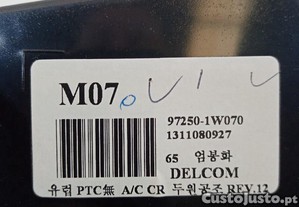 M07. V I V
97250-1W070
1311080927
65 엄봉화
DELCOM
유럽 PTC無 A/C CR 두원공조 REV.12
CustoJusto.pt